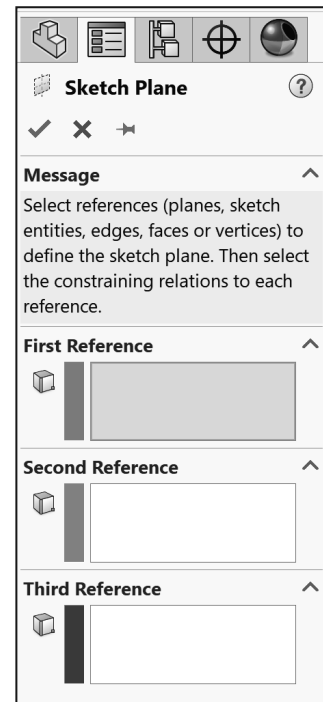 Sketch Plane
?
Message
Select references (planes, sketch
entities, edges, faces or vertices) to
define the sketch plane. Then select
the constraining relations to each
reference.
First Reference
Second Reference
Third Reference